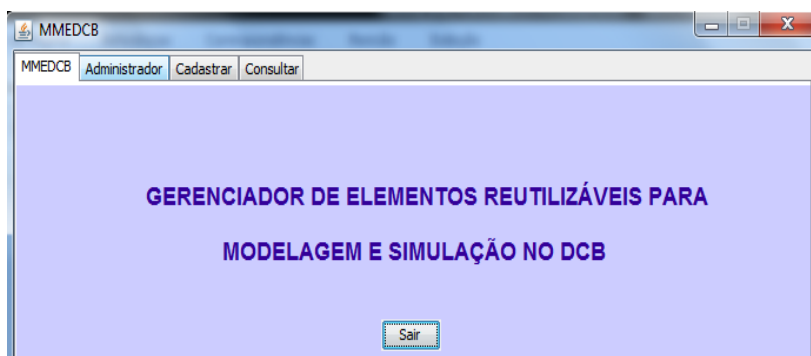 MMEDCB
MMEDCB Administrador Cadastrar Consultar
GERENCIADOR DE ELEMENTOS REUTILIZÁVEIS PARA
MODELAGEM E SIMULAÇÃO NO DCB
Sair